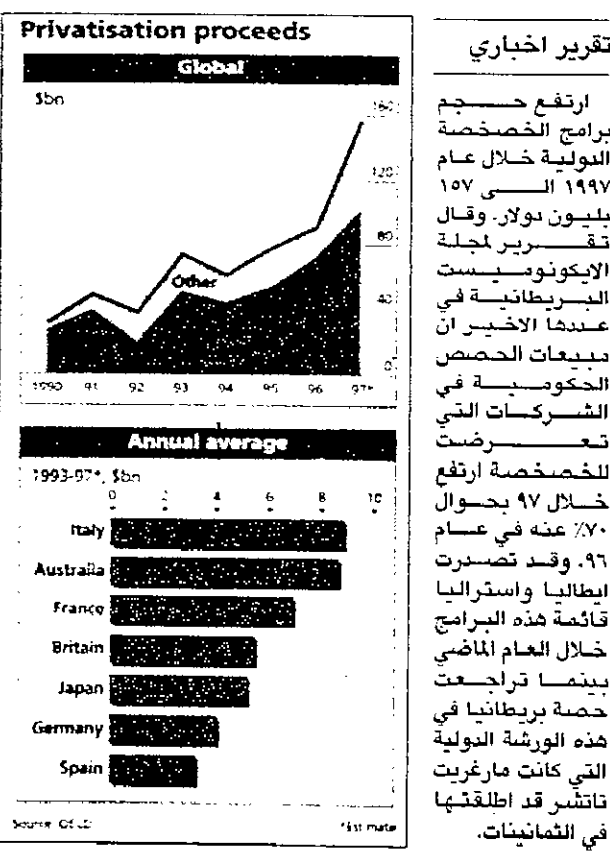 Privatisation proceeds
Global
$bn
160
120
80
40
0
Other
1990 91 92 93 94 95 96 97*
Annual average
1993-97*, $bn
0 2 4 6 8 10
Italy
Australia
France
Britain
Japan
Germany
Spain
Source: OECD
*Estimate
تقرير اخباري
ارتفع حجم
برامج الخصخصة
الدولية خلال عام
١٩٩٧ الى ١٥٧
بليون دولار. وقال
تقرير لمجلة
الايكونوميست
البريطانية في
عددها الاخير ان
مبيعات الحصص
الحكومية في
الشركات التي
تعرضت
للخصخصة ارتفع
خلال ٩٧ بحوال
٧٠٪ عنه في عام
٩٦. وقد تصدرت
ايطاليا واستراليا
قائمة هذه البرامج
خلال العام الماضي
بينما تراجعت
حصة بريطانيا في
هذه الورشة الدولية
التي كانت مارغريت
تاتشر قد اطلقتها
في الثمانينات.